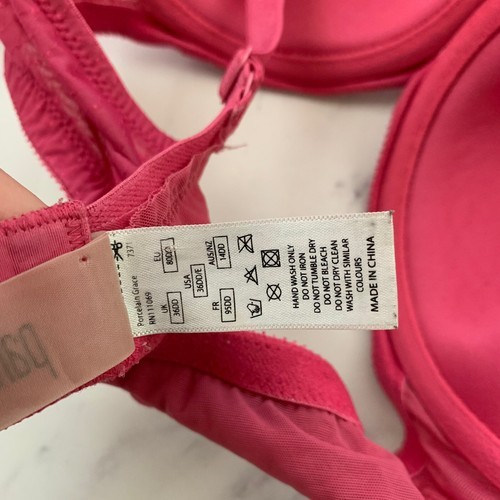 7371
Porcelain Grace
RN111069
EU
80DD
AUS/NZ
14DD
USA
36DD/E
UK
36DD
FR
95DD
HAND WASH ONLY
DO NOT IRON
DO NOT TUMBLE DRY
DO NOT BLEACH
DO NOT DRY CLEAN
WASH WITH SIMILAR
COLOURS
MADE IN CHINA